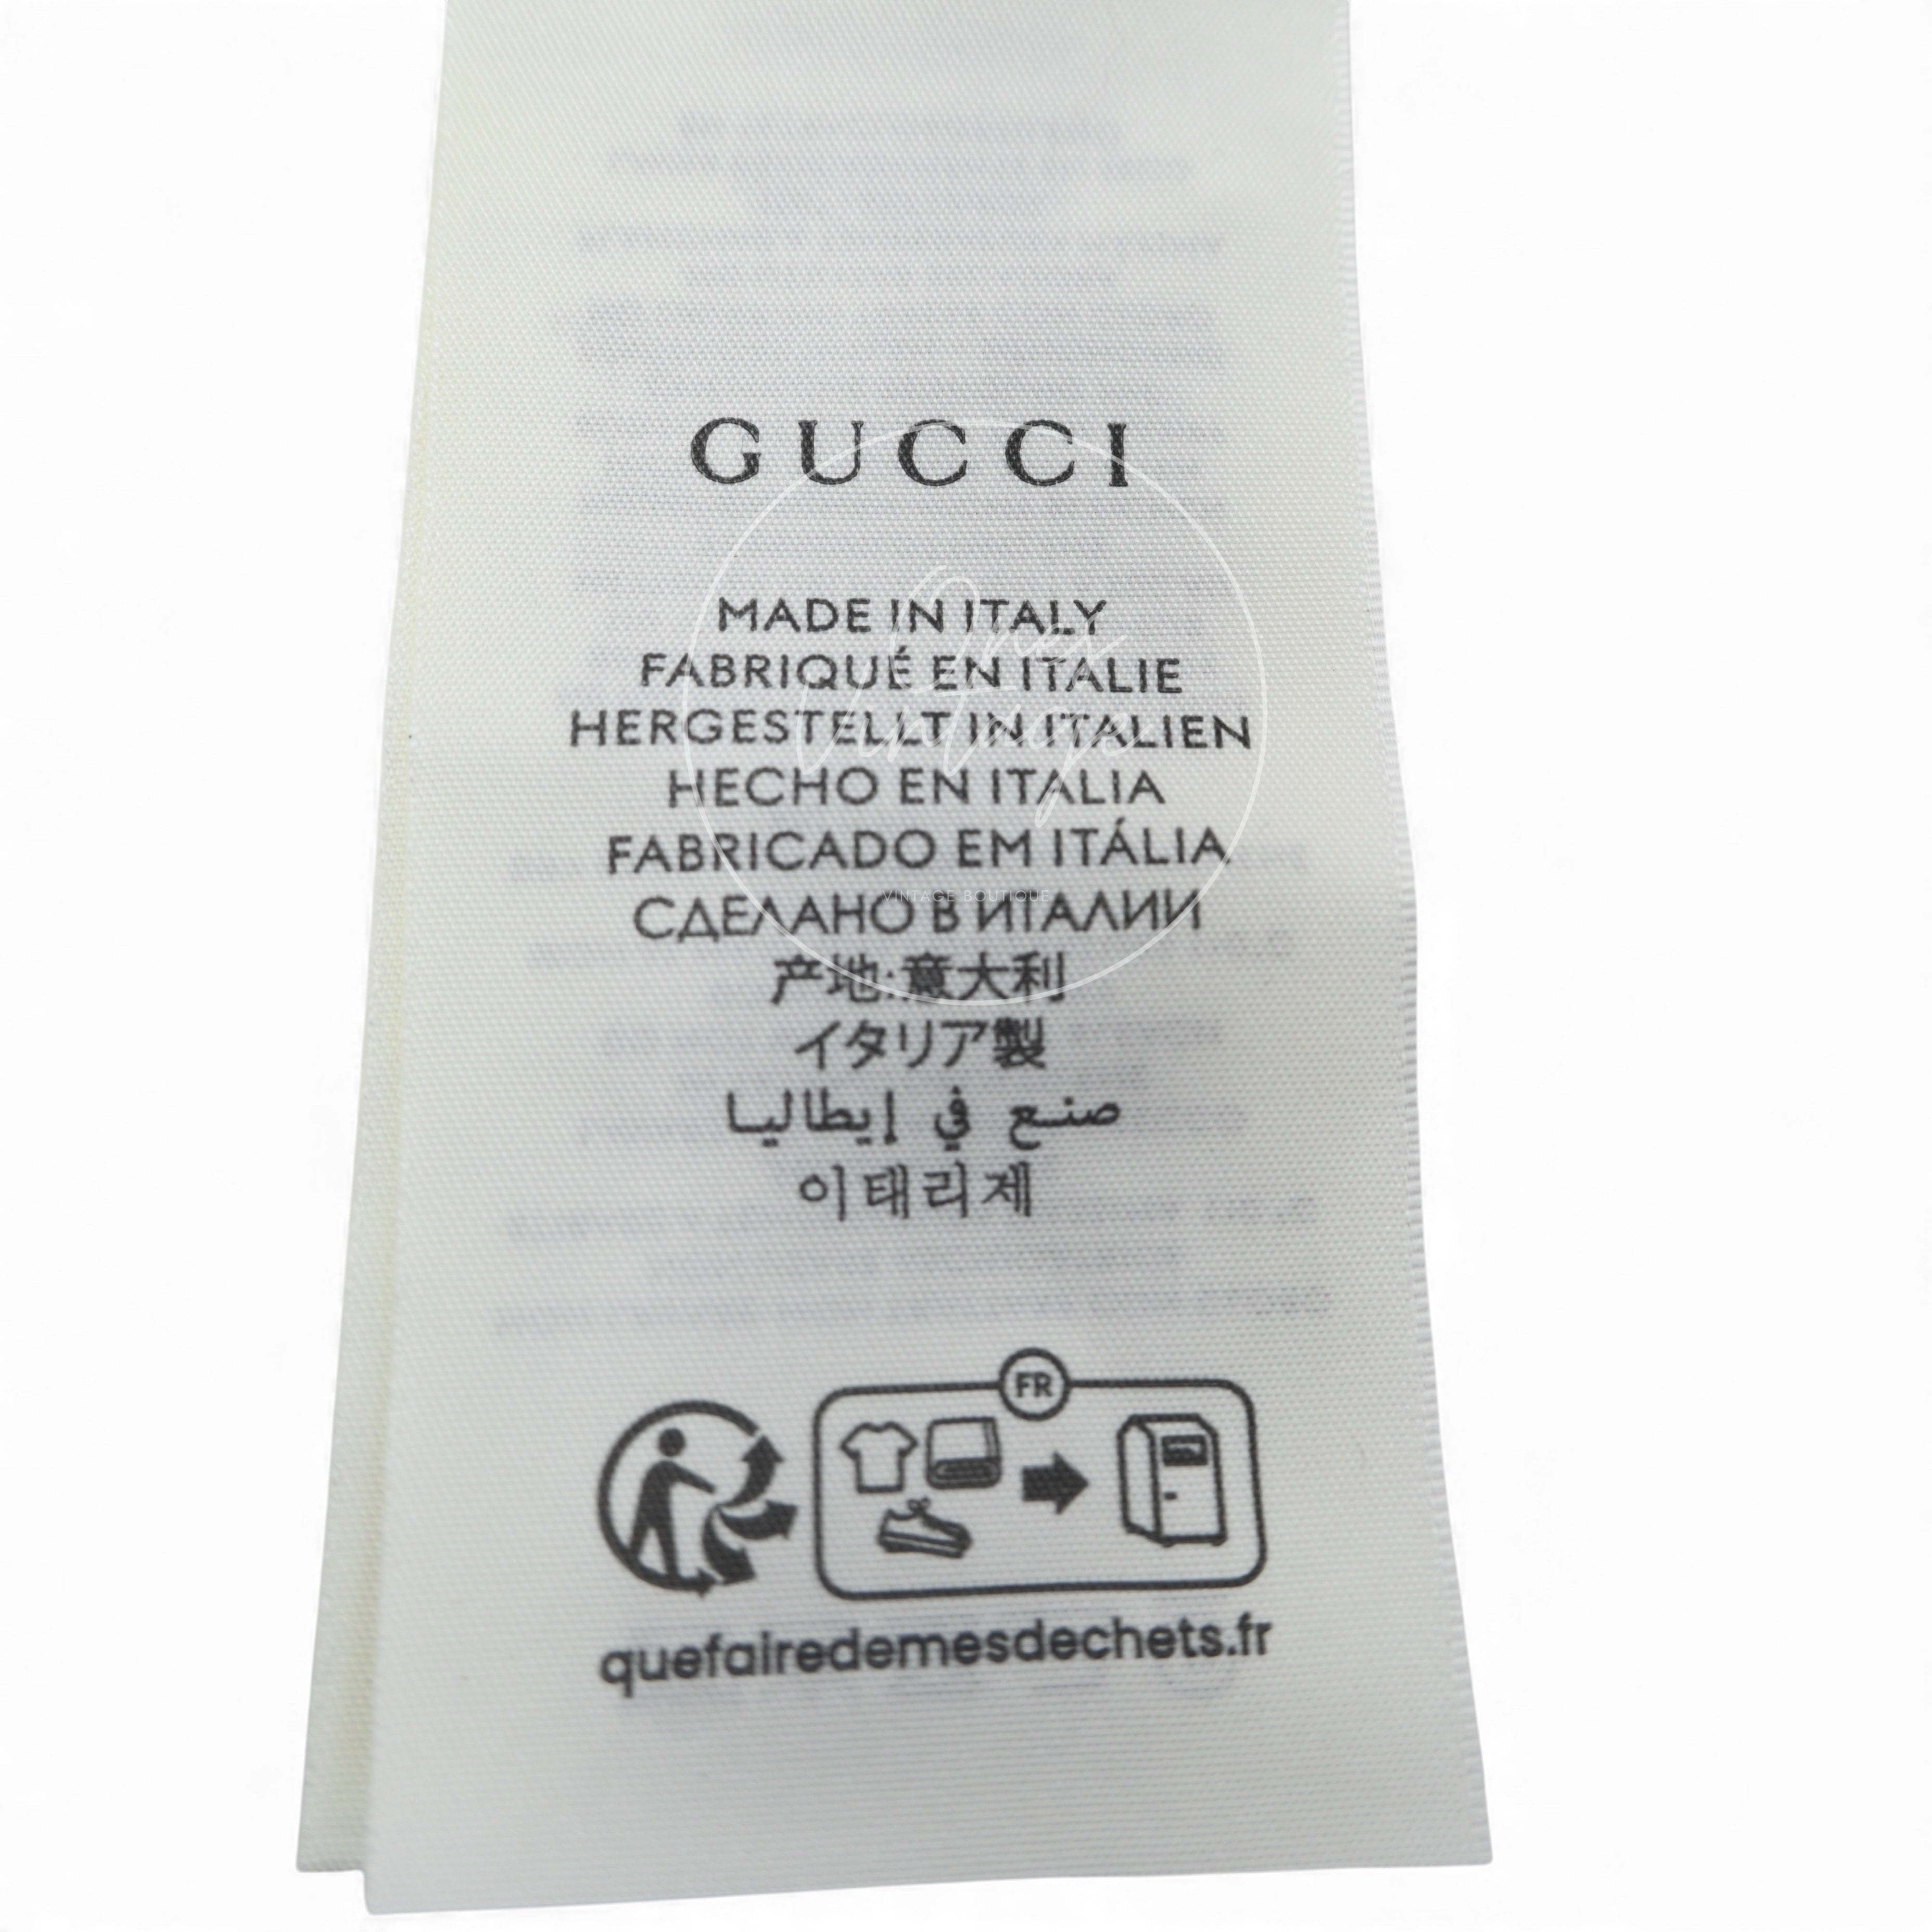 GUCCI
MADE IN ITALY
FABRIQUÉ EN ITALIE
HERGESTELLT IN ITALIEN
HECHO EN ITALIA
FABRICADO EM ITÁLIA
VINTAGE BOUTIQUE
СДЕЛАНО В ИТАЛИИ
产地:意大利
イタリア製
صنع في إيطاليا
이태리제
FR
quefairedemesdechets.fr